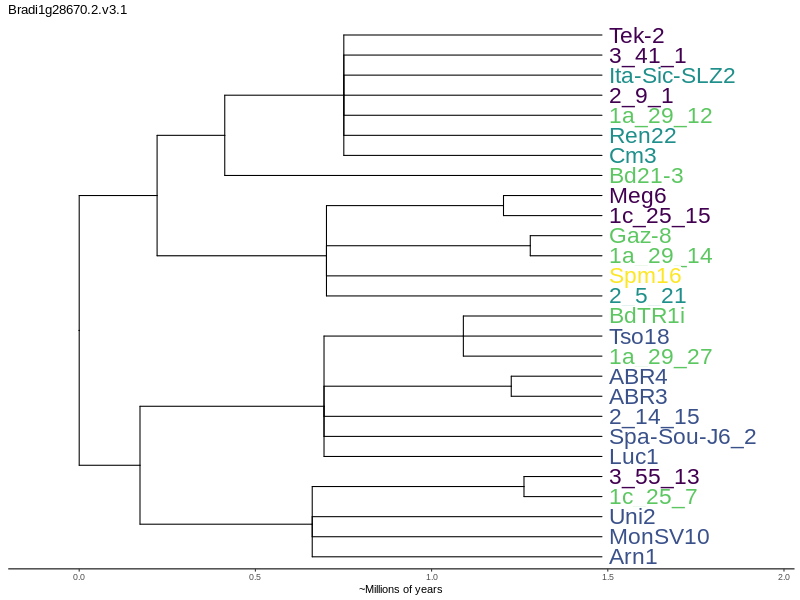 Bradi1g28670.2.v3.1
Tek-2
3_41_1
Ita-Sic-SLZ2
2_9_1
1a_29_12
Ren22
Cm3
Bd21-3
Meg6
1c_25_15
Gaz-8
1a_29_14
Spm16
2_5_21
BdTR1i
Tso18
1a_29_27
ABR4
ABR3
2_14_15
Spa-Sou-J6_2
Luc1
3_55_13
1c_25_7
Uni2
MonSV10
Arn1
0.0 0.5 1.0 1.5 2.0
~Millions of years